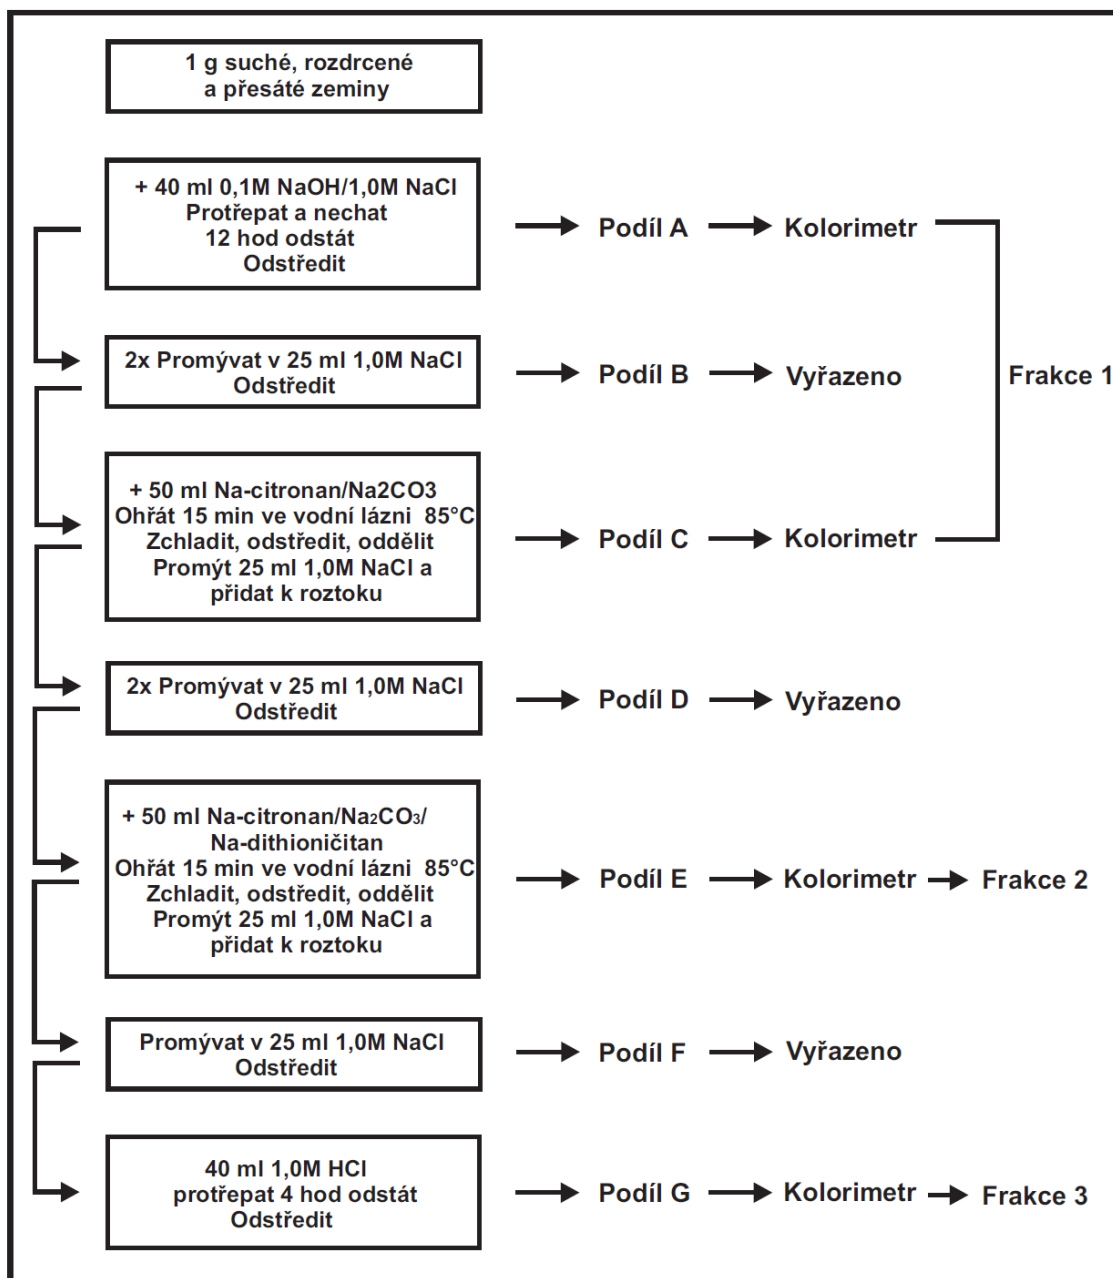 1 g suché, rozdrcené
a přesáté zeminy
+ 40 ml 0,1M NaOH/1,0M NaCl
Protřepat a nechat
12 hod odstát
Odstředit
Podíl A
Kolorimetr
2x Promývat v 25 ml 1,0M NaCl
Odstředit
Podíl B
Vyřazeno
Frakce 1
+ 50 ml Na-citronan/Na2CO3
Ohřát 15 min ve vodní lázni 85°C
Zchladit, odstředit, oddělit
Promýt 25 ml 1,0M NaCl a
přidat k roztoku
Podíl C
Kolorimetr
2x Promývat v 25 ml 1,0M NaCl
Odstředit
Podíl D
Vyřazeno
+ 50 ml Na-citronan/Na₂CO₃/
Na-dithioničitan
Ohřát 15 min ve vodní lázni 85°C
Zchladit, odstředit, oddělit
Promýt 25 ml 1,0M NaCl a
přidat k roztoku
Podíl E
Kolorimetr
Frakce 2
Promývat v 25 ml 1,0M NaCl
Odstředit
Podíl F
Vyřazeno
40 ml 1,0M HCl
protřepat 4 hod odstát
Odstředit
Podíl G
Kolorimetr
Frakce 3